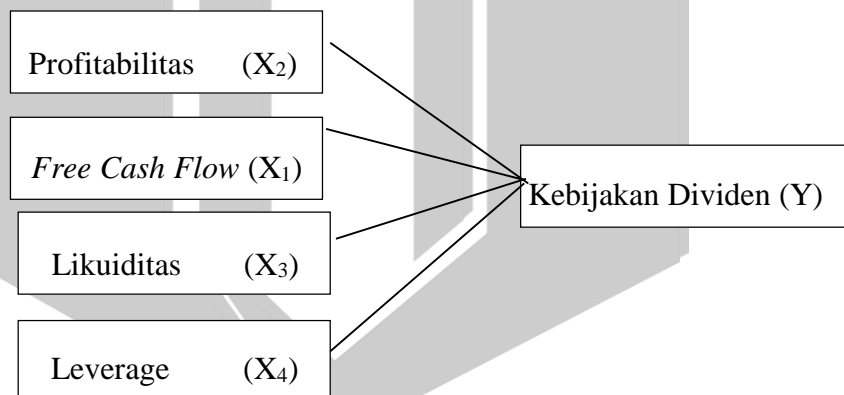 Profitabilitas (X₂)
Free Cash Flow (X₁)
Kebijakan Dividen (Y)
Likuiditas (X₃)
Leverage (X₄)